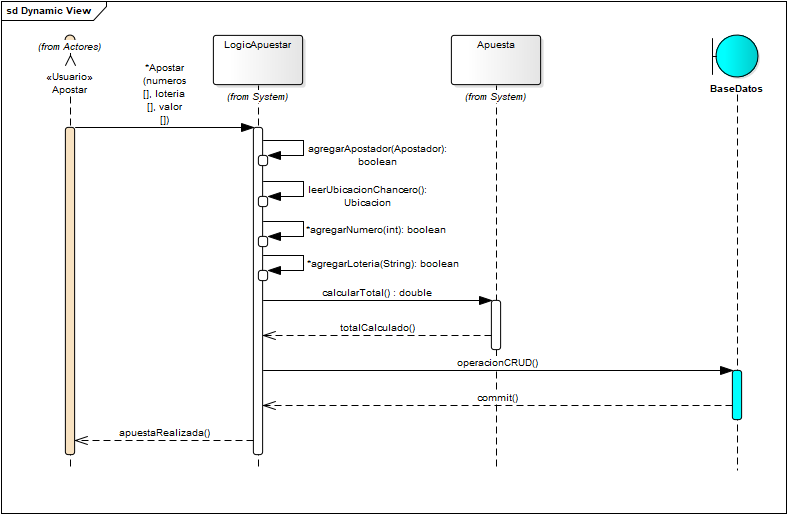 sd Dynamic View
(from Actores)
«Usuario»
Apostar
LogicApuestar
(from System)
Apuesta
(from System)
BaseDatos
*Apostar
(numeros
[], loteria
[], valor
[])
agregarApostador(Apostador):
boolean
leerUbicacionChancero():
Ubicacion
*agregarNumero(int): boolean
*agregarLoteria(String): boolean
calcularTotal() : double
totalCalculado()
operacionCRUD()
commit()
apuestaRealizada()